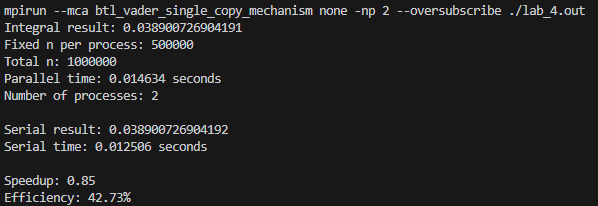 mpirun --mca btl_vader_single_copy_mechanism none -np 2 --oversubscribe ./lab_4.out
Integral result: 0.038900726904191
Fixed n per process: 500000
Total n: 1000000
Parallel time: 0.014634 seconds
Number of processes: 2
Serial result: 0.038900726904192
Serial time: 0.012506 seconds
Speedup: 0.85
Efficiency: 42.73%